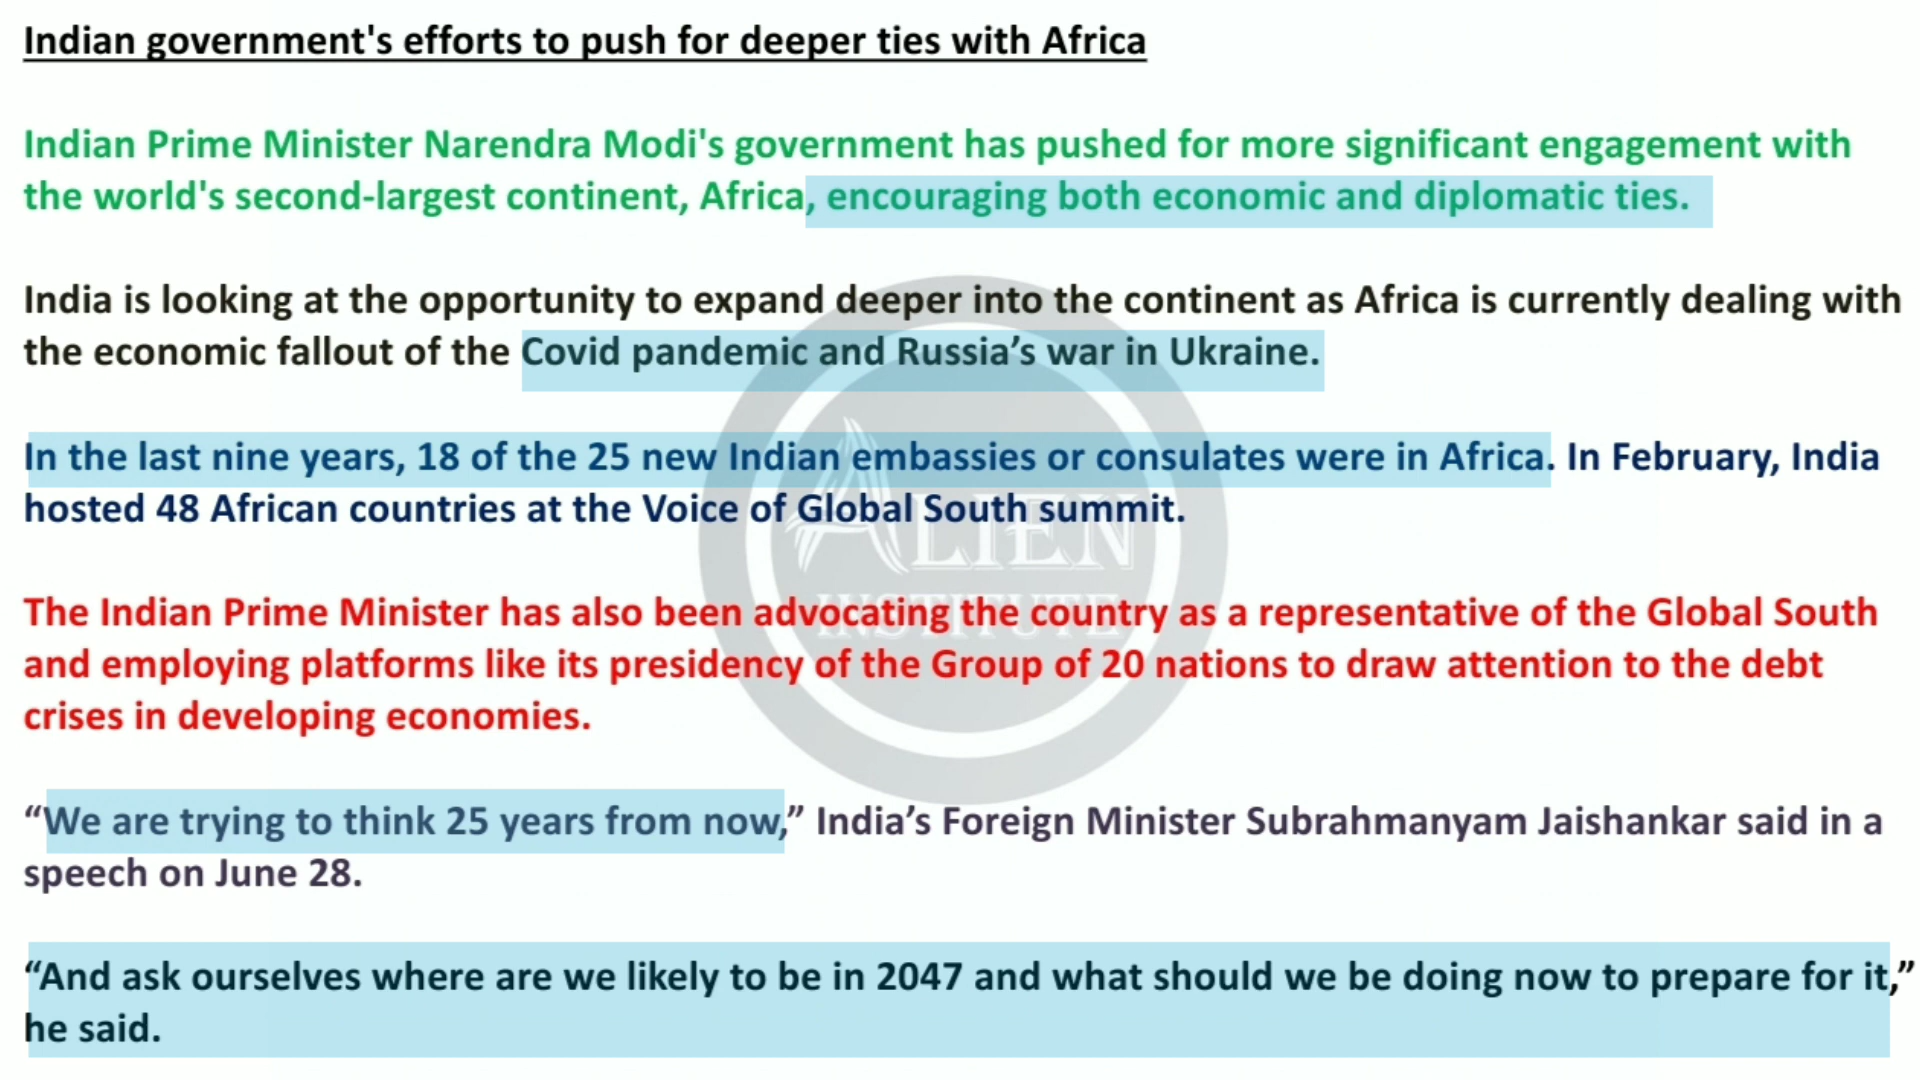 Indian government's efforts to push for deeper ties with Africa
Indian Prime Minister Narendra Modi's government has pushed for more significant engagement with
the world's second-largest continent, Africa, encouraging both economic and diplomatic ties.
India is looking at the opportunity to expand deeper into the continent as Africa is currently dealing with
the economic fallout of the Covid pandemic and Russia’s war in Ukraine.
In the last nine years, 18 of the 25 new Indian embassies or consulates were in Africa. In February, India
hosted 48 African countries at the Voice of Global South summit.
ALIEN
INSTITUTE
The Indian Prime Minister has also been advocating the country as a representative of the Global South
and employing platforms like its presidency of the Group of 20 nations to draw attention to the debt
crises in developing economies.
“We are trying to think 25 years from now,” India’s Foreign Minister Subrahmanyam Jaishankar said in a
speech on June 28.
“And ask ourselves where are we likely to be in 2047 and what should we be doing now to prepare for it,”
he said.